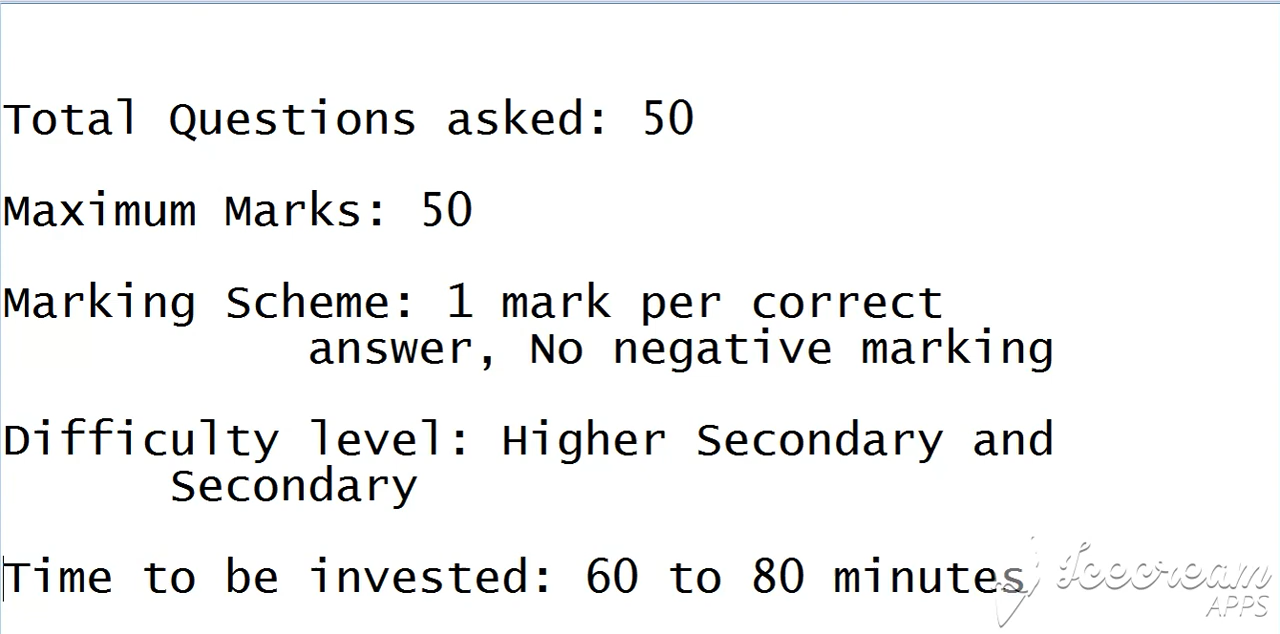 Total Questions asked: 50
Maximum Marks: 50
Marking Scheme: 1 mark per correct
answer, No negative marking
Difficulty level: Higher Secondary and
Secondary
Time to be invested: 60 to 80 minutes
Icecream
APPS